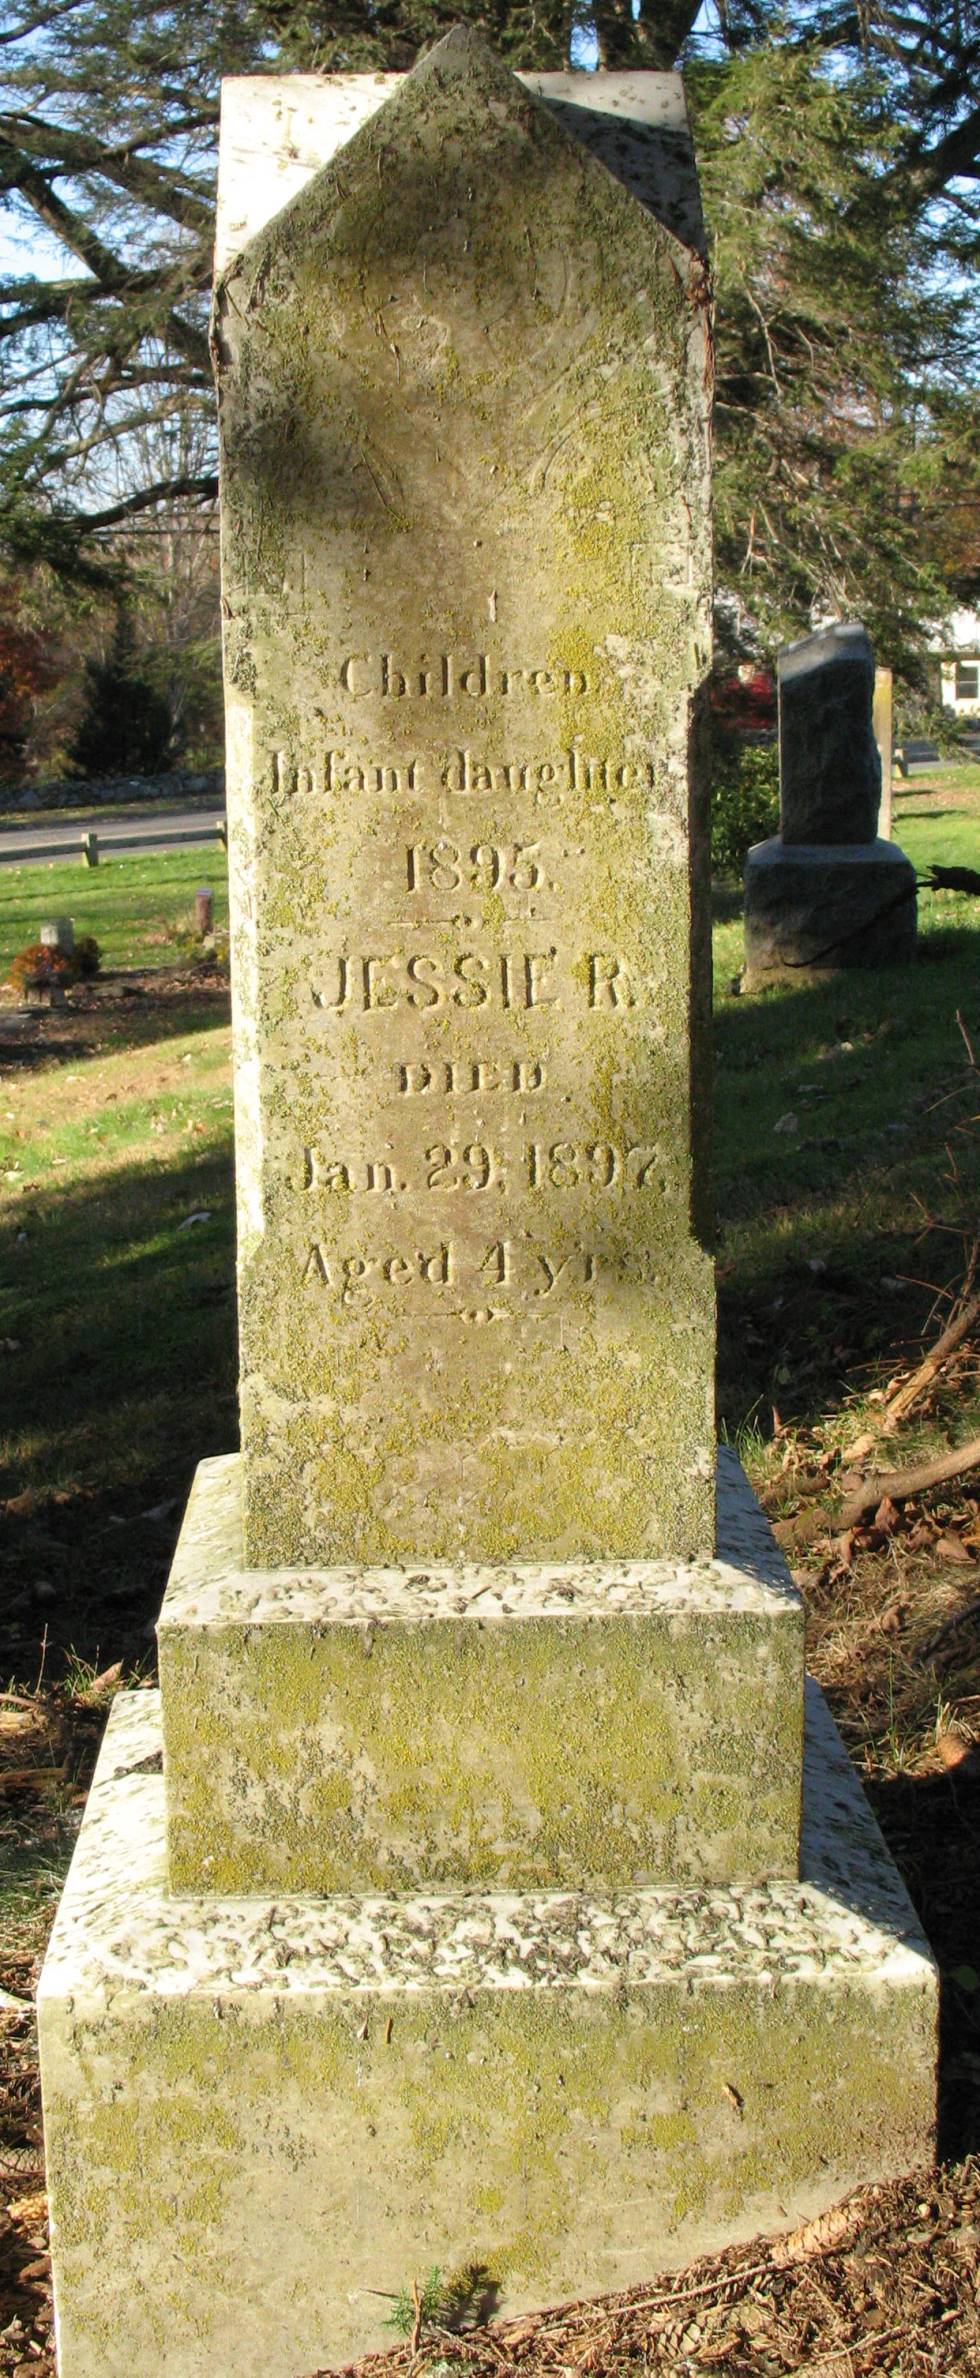 Children
Infant daughter
1895.
JESSIE R.
DIED
Jan. 29, 1897,
Aged 4 yrs.